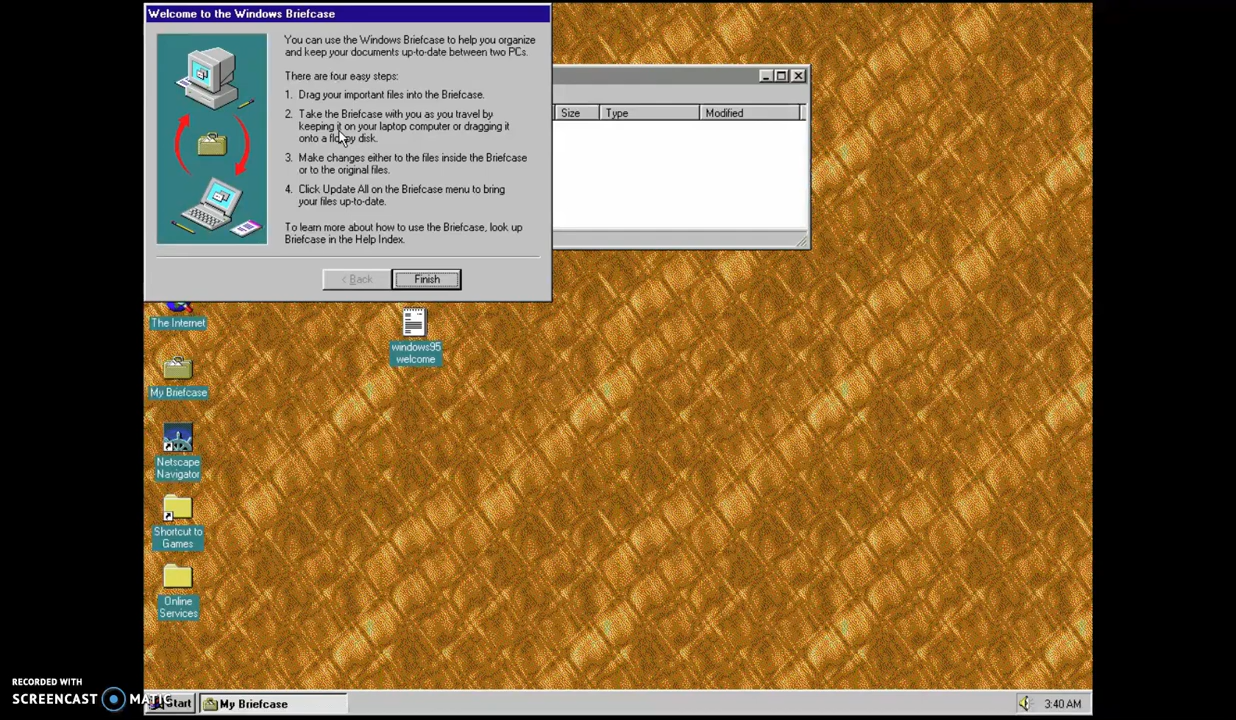 Welcome to the Windows Briefcase
You can use the Windows Briefcase to help you organize
and keep your documents up-to-date between two PCs.
There are four easy steps:
1. Drag your important files into the Briefcase.
2. Take the Briefcase with you as you travel by
keeping it on your laptop computer or dragging it
onto a floppy disk.
3. Make changes either to the files inside the Briefcase
or to the original files.
4. Click Update All on the Briefcase menu to bring
your files up-to-date.
To learn more about how to use the Briefcase, look up
Briefcase in the Help Index.
< Back Finish
Size Type Modified
The Internet
windows95
welcome
My Briefcase
Netscape
Navigator
Shortcut to
Games
Online
Services
RECORDED WITH
SCREENCAST MATIC
Start My Briefcase 3:40 AM